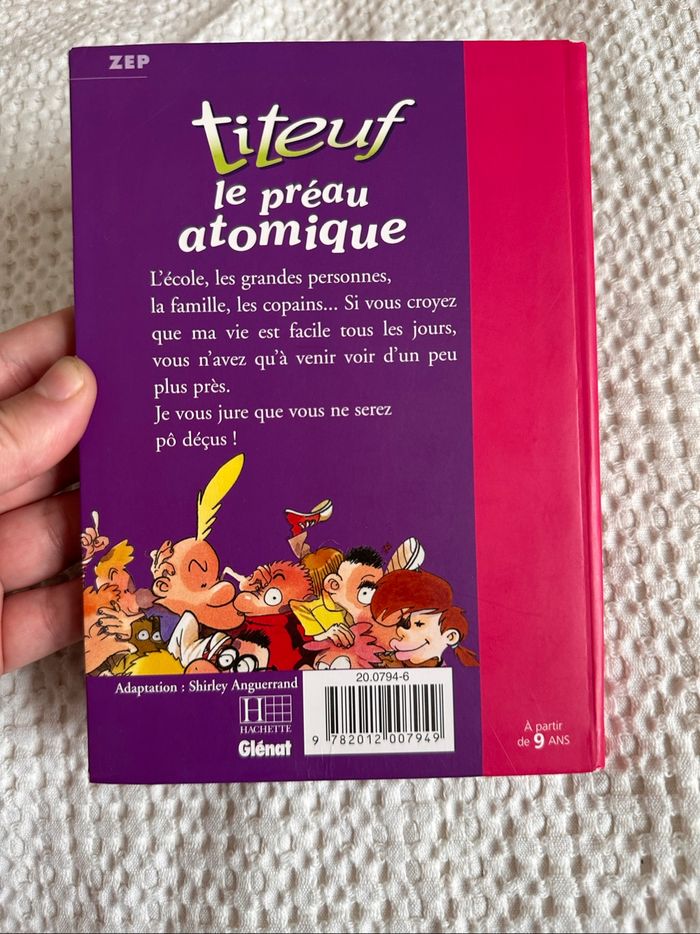 ZEP
titeuf
le préau
atomique
L'école, les grandes personnes,
la famille, les copains... Si vous croyez
que ma vie est facile tous les jours,
vous n'avez qu'à venir voir d'un peu
plus près.
Je vous jure que vous ne serez
pô déçus !
Adaptation : Shirley Anguerrand
H
HACHETTE
Glénat
20.0794-6
9 782012 007949
À partir
de 9 ANS